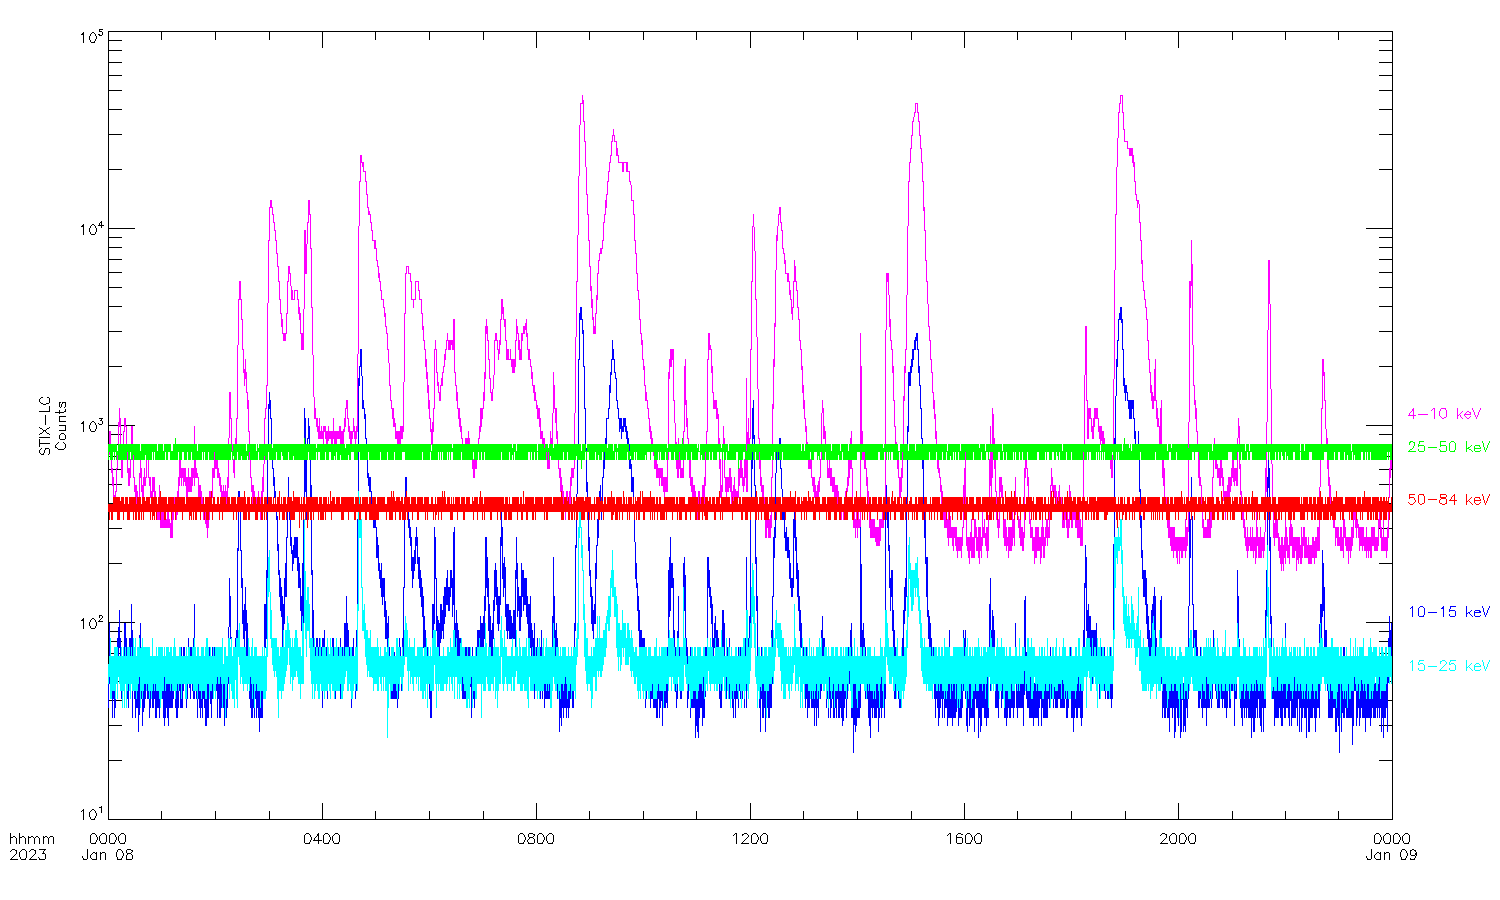 10⁵
10⁴
10³
10²
10¹
STIX-LC
Counts
4-10 keV
25-50 keV
50-84 keV
10-15 keV
15-25 keV
hhmm 0000 0400 0800 1200 1600 2000 0000
2023 Jan 08 Jan 09